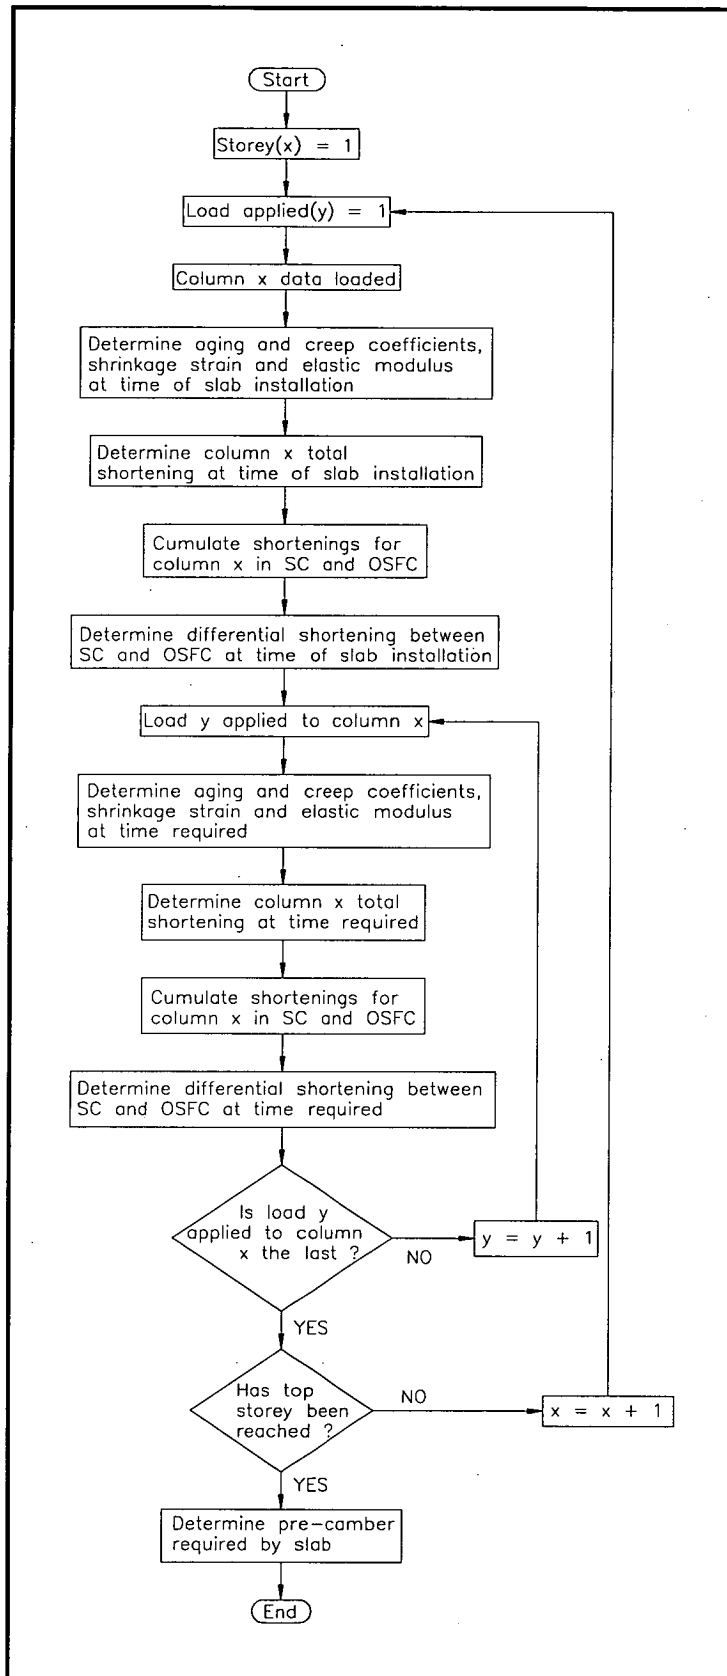 Start
Storey(x) = 1
Load applied(y) = 1
Column x data loaded
Determine aging and creep coefficients,
shrinkage strain and elastic modulus
at time of slab installation
Determine column x total
shortening at time of slab installation
Cumulate shortenings for
column x in SC and OSFC
Determine differential shortening between
SC and OSFC at time of slab installation
Load y applied to column x
Determine aging and creep coefficients,
shrinkage strain and elastic modulus
at time required
Determine column x total
shortening at time required
Cumulate shortenings for
column x in SC and OSFC
Determine differential shortening between
SC and OSFC at time required
Is load y
applied to column
x the last ?
NO
y = y + 1
YES
Has top
storey been
reached ?
NO
x = x + 1
YES
Determine pre-camber
required by slab
End